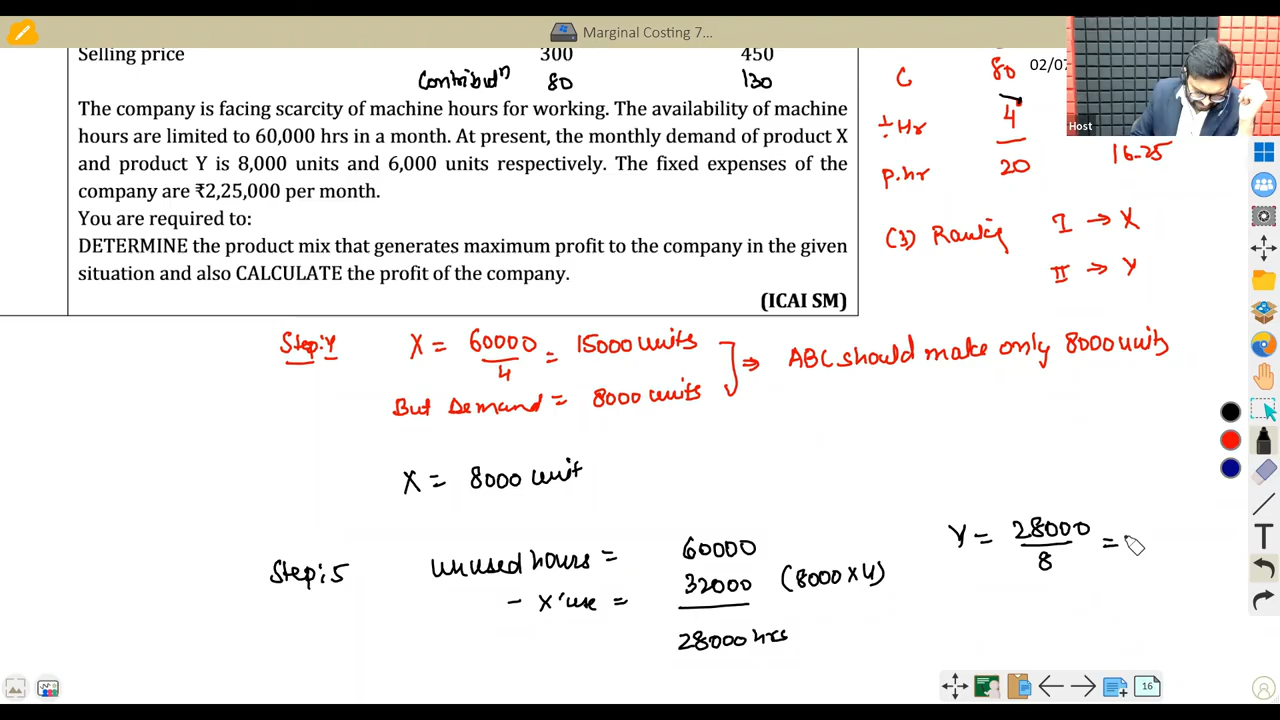 Marginal Costing 7...
Selling price 300 450
Contribuⁿ 80 130
The company is facing scarcity of machine hours for working. The availability of machine
hours are limited to 60,000 hrs in a month. At present, the monthly demand of product X
and product Y is 8,000 units and 6,000 units respectively. The fixed expenses of the
company are ₹2,25,000 per month.
You are required to:
DETERMINE the product mix that generates maximum profit to the company in the given
situation and also CALCULATE the profit of the company.
(ICAI SM)
C 80
02/07
÷ Hr 4
p.hr 20 16.25
Host
(3) Ranking I → X
II → Y
Step: 4 X = 60000/4 = 15000 units
But Demand = 8000 units
⇒ ABC should make only 8000 units
X = 8000 unit
Step: 5 unused hours = 60000
- X'use = 32000 (8000 x 4)
28000 hrs
Y = 28000/8 =
T
16